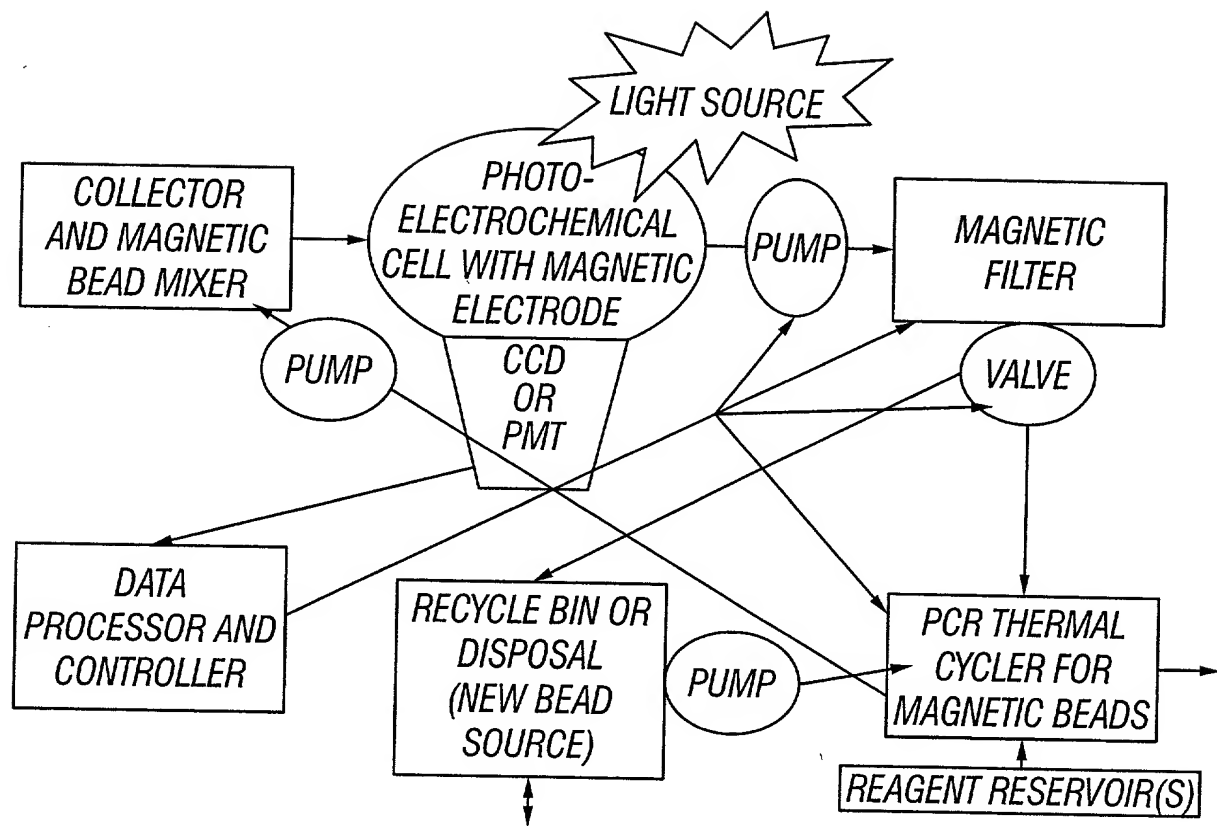 LIGHT SOURCE
COLLECTOR
AND MAGNETIC
BEAD MIXER
PHOTO-
ELECTROCHEMICAL
CELL WITH MAGNETIC
ELECTRODE
PUMP
MAGNETIC
FILTER
PUMP
CCD
OR
PMT
VALVE
DATA
PROCESSOR AND
CONTROLLER
RECYCLE BIN OR
DISPOSAL
(NEW BEAD
SOURCE)
PUMP
PCR THERMAL
CYCLER FOR
MAGNETIC BEADS
REAGENT RESERVOIR(S)